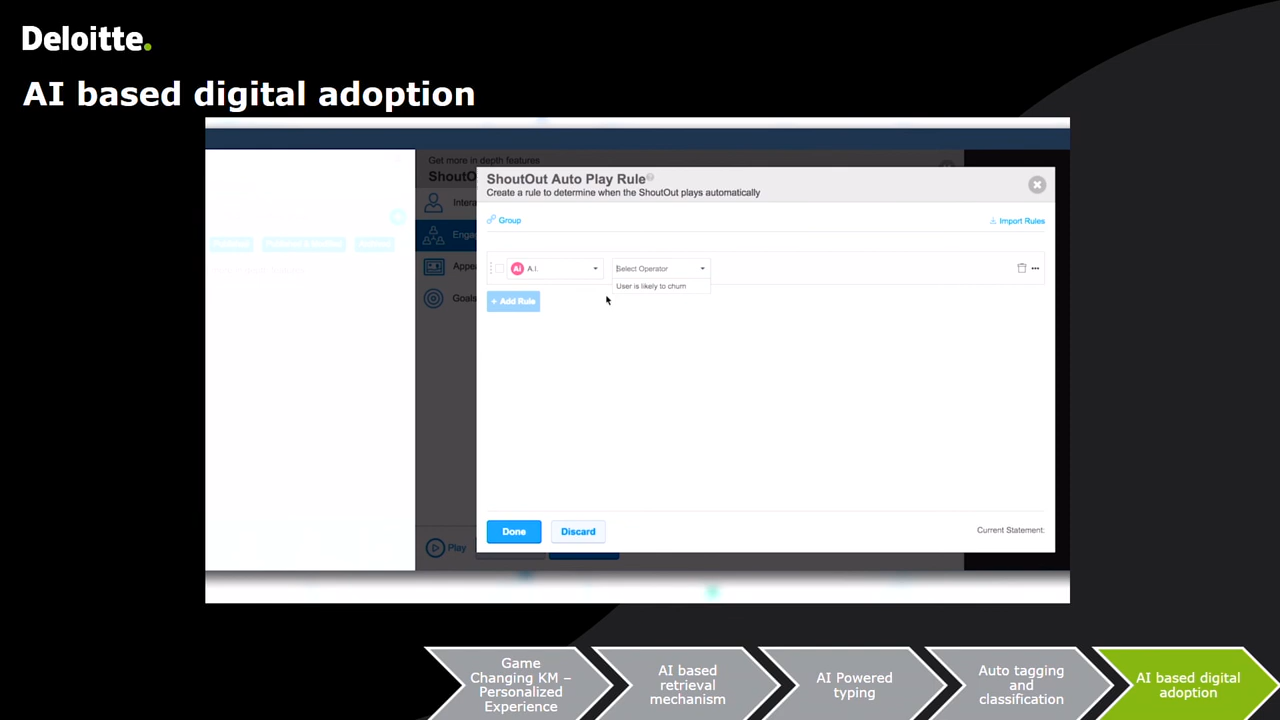 Deloitte.
AI based digital adoption
Get more in depth features
ShoutOut Auto Play Rule
Create a rule to determine when the ShoutOut plays automatically
Group
Import Rules
AI A.I.
Select Operator
User is likely to churn
+ Add Rule
Play
Done
Discard
Current Statement:
Game
Changing KM –
Personalized
Experience
AI based
retrieval
mechanism
AI Powered
typing
Auto tagging
and
classification
AI based digital
adoption